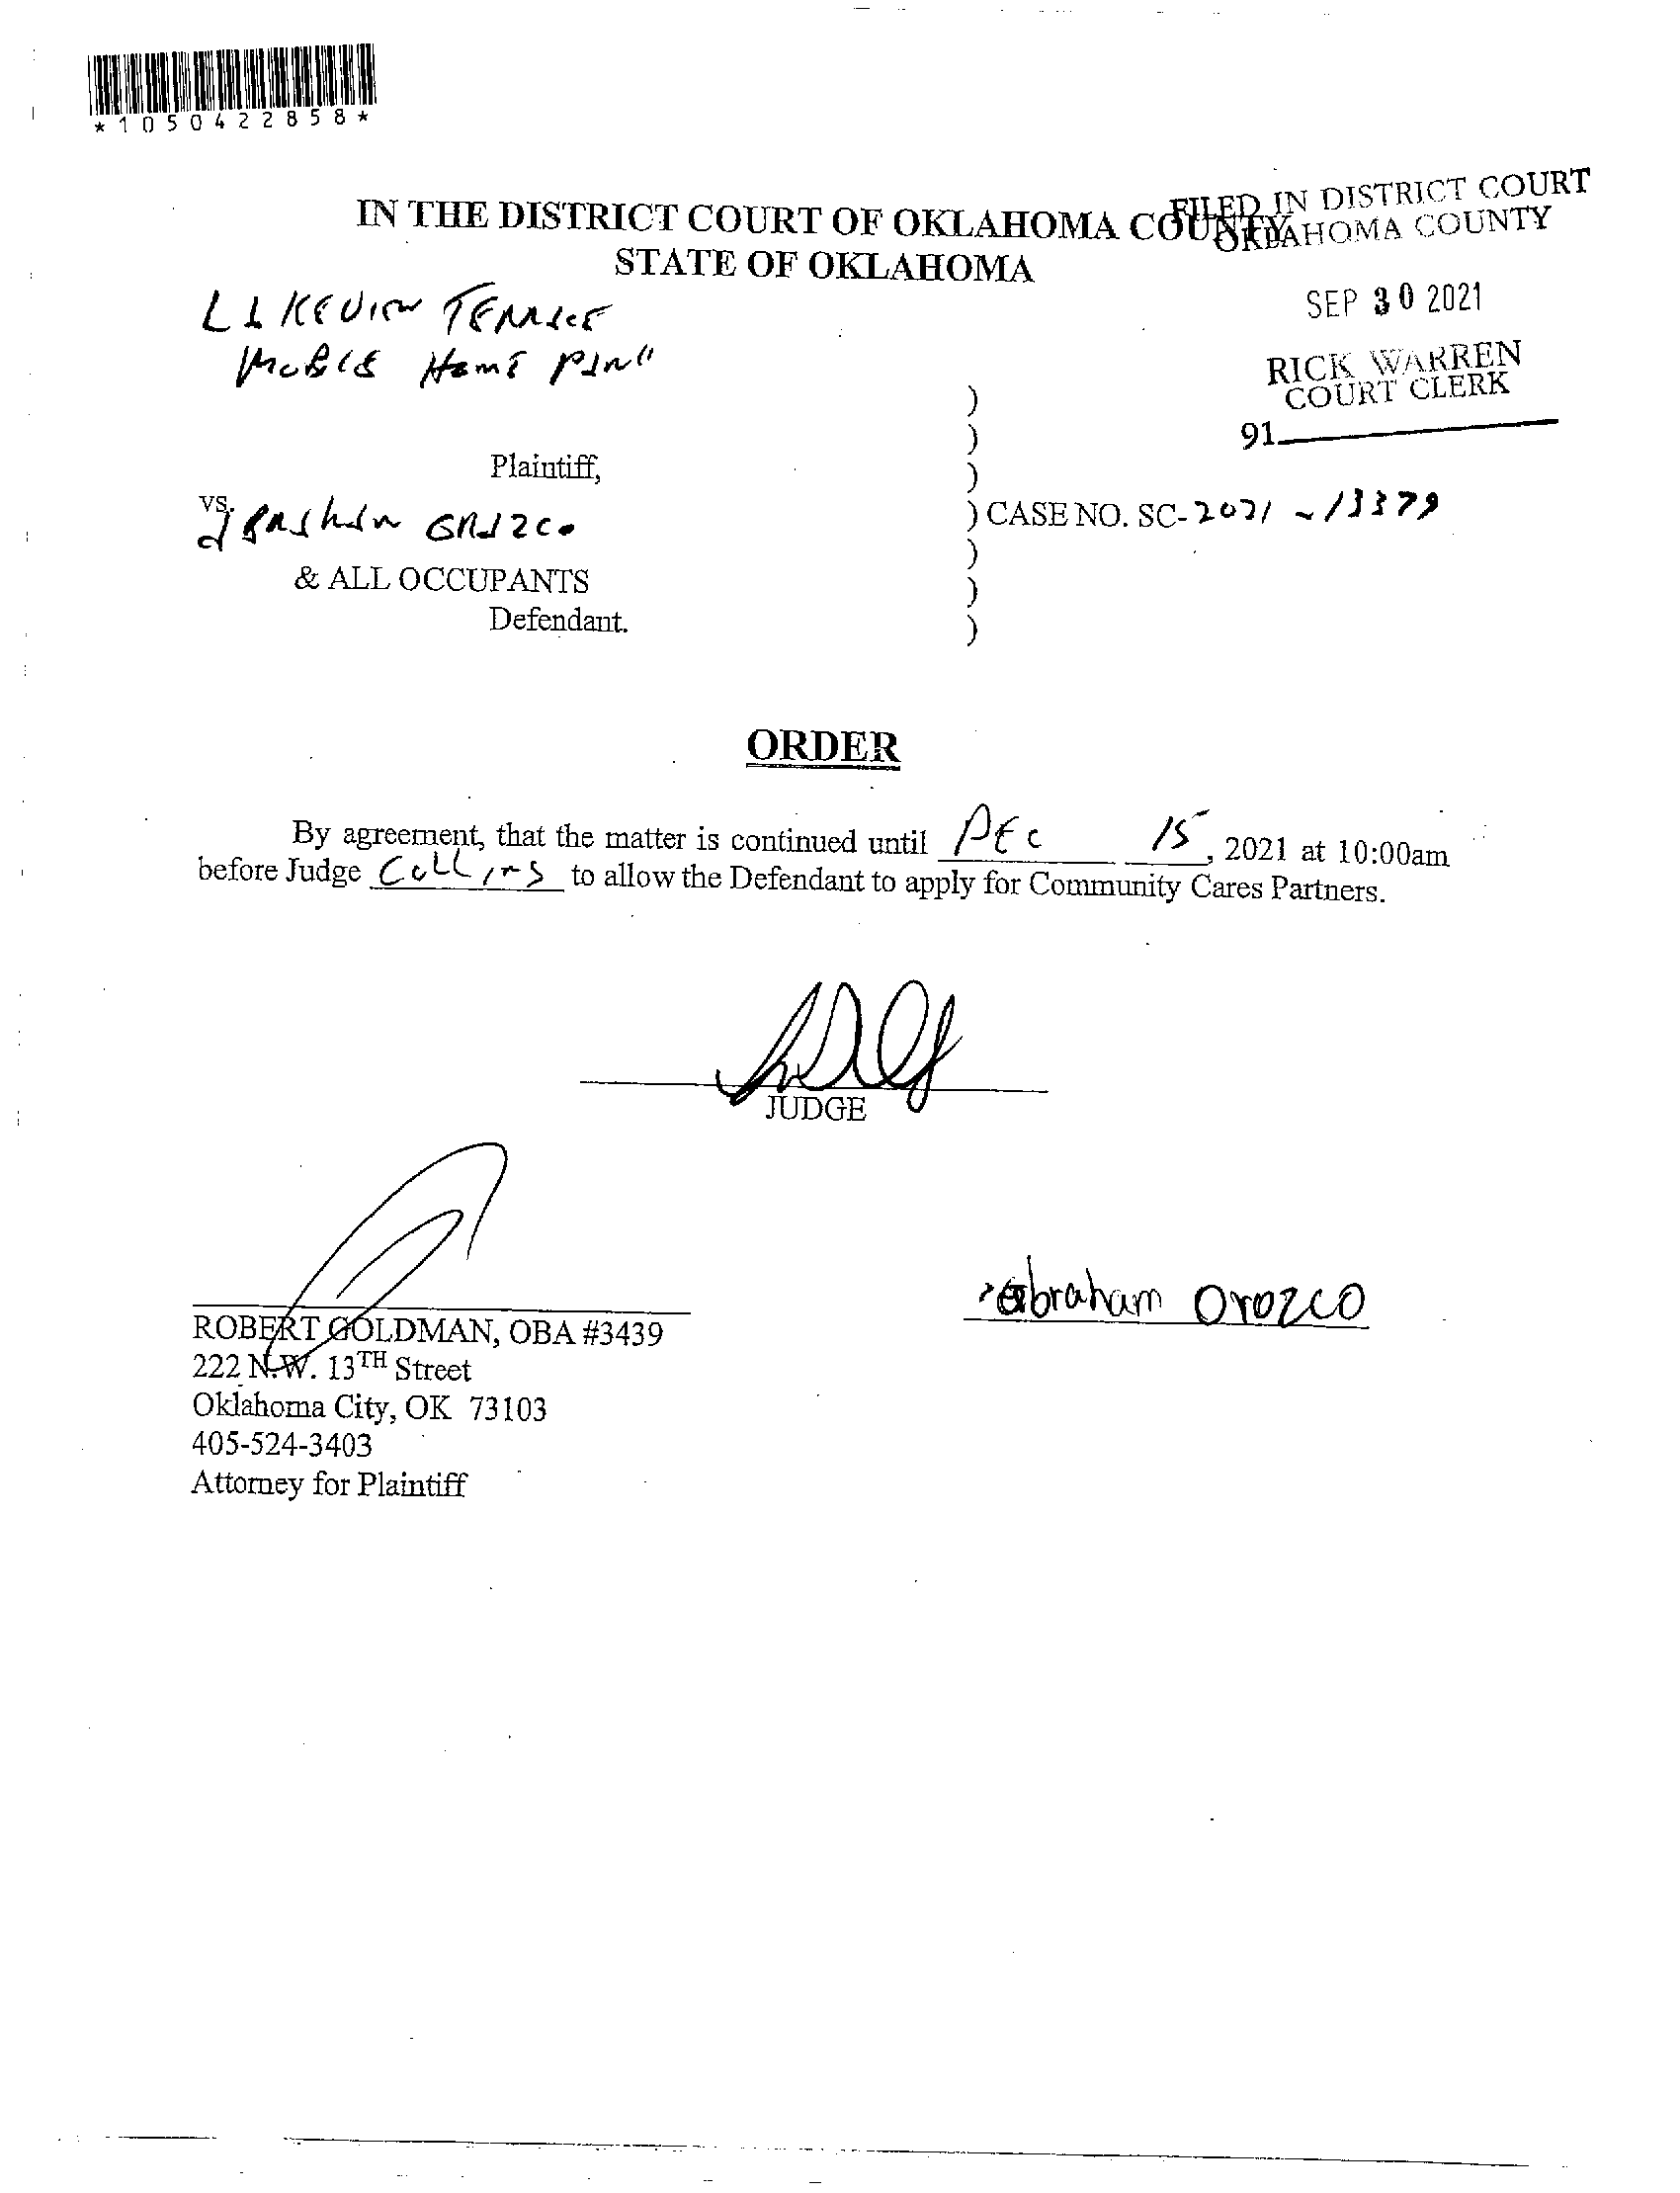 *1050422858*
IN THE DISTRICT COURT OF OKLAHOMA COUNTY
STATE OF OKLAHOMA
FILED IN DISTRICT COURT
OKLAHOMA COUNTY
SEP 30 2021
RICK WARREN
COURT CLERK
91
LAKEVIEW TERRACE
MOBILE HOME PARK
)
)
Plaintiff,
)
vs.
) CASE NO. SC-2021-13379
)
& ALL OCCUPANTS
)
Defendant.
)
ORDER
By agreement, that the matter is continued until DEC 15, 2021 at 10:00am
before Judge COLLINS to allow the Defendant to apply for Community Cares Partners.
JUDGE
abraham Orozco
ROBERT GOLDMAN, OBA #3439
222 N.W. 13TH Street
Oklahoma City, OK 73103
405-524-3403
Attorney for Plaintiff